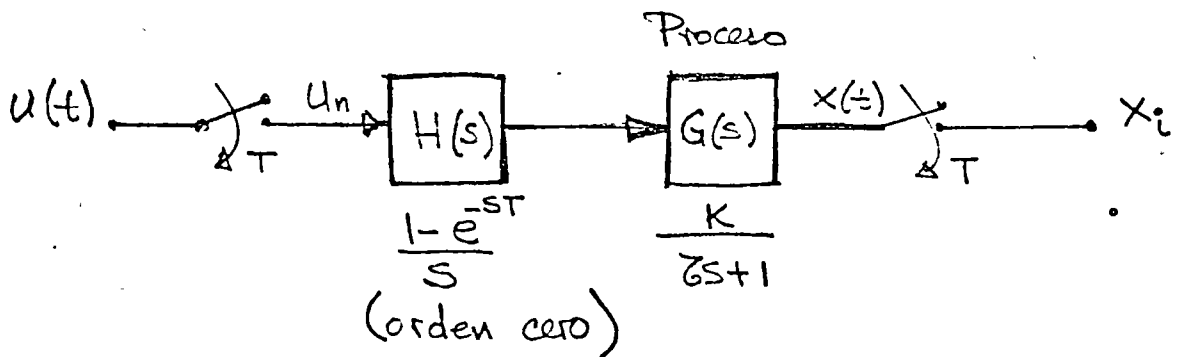 Proceso
u(t) T Un H(s) G(s) x(t) T Xi
1-e^-ST / S
K / τS+1
(orden cero)